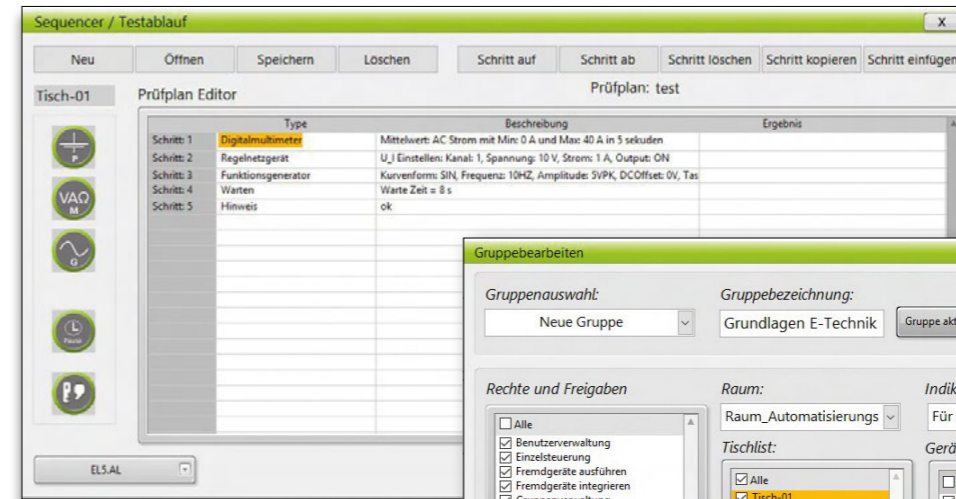 Sequencer / Testablauf
X
Neu Öffnen Speichern Löschen Schritt auf Schritt ab Schritt löschen Schritt kopieren Schritt einfügen
Tisch-01 Prüfplan Editor Prüfplan: test
Type Beschreibung Ergebnis
Schritt: 1 Digitalmultimeter Mittelwert: AC Strom mit Min: 0 A und Max: 40 A in 5 sekuden
Schritt: 2 Regelnetzgerät U_I Einstellen: Kanal: 1, Spannung: 10 V, Strom: 1 A, Output: ON
Schritt: 3 Funktionsgenerator Kurvenform: SIN, Frequenz: 10HZ, Amplitude: 5VPK, DCOffset: 0V, Tas
Schritt: 4 Warten Warte Zeit = 8 s
Schritt: 5 Hinweis ok
P
VAΩ
M
G
Pause
EL5.AL
Gruppebearbeiten
Gruppenauswahl: Gruppebezeichnung:
Neue Gruppe Grundlagen E-Technik Gruppe akt
Rechte und Freigaben Raum: Indik
Alle Raum_Automatisierungs Für
Benutzerverwaltung Tischlist: Gerä
Einzelsteuerung
Fremdgeräte ausführen Alle
Fremdgeräte integrieren Tisch-01